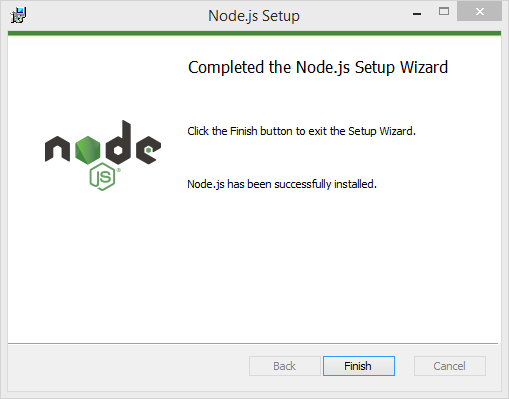 Node.js Setup
Completed the Node.js Setup Wizard
Click the Finish button to exit the Setup Wizard.
node
JS®
Node.js has been successfully installed.
Back
Finish
Cancel